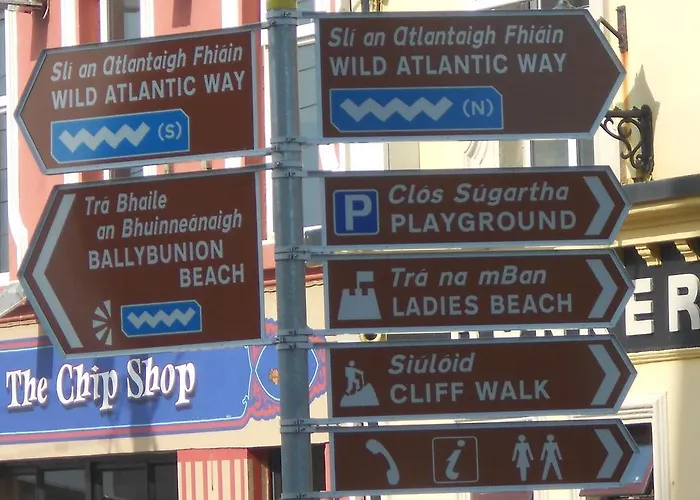 Slí an Atlantaigh Fhiáin
WILD ATLANTIC WAY
(S)
Trá Bhaile
an Bhuinneánaigh
BALLYBUNION
BEACH
Slí an Atlantaigh Fhiáin
WILD ATLANTIC WAY
(N)
P
Clós Súgartha
PLAYGROUND
Trá na mBan
LADIES BEACH
Siúlóid
CLIFF WALK
i
The Chip Shop